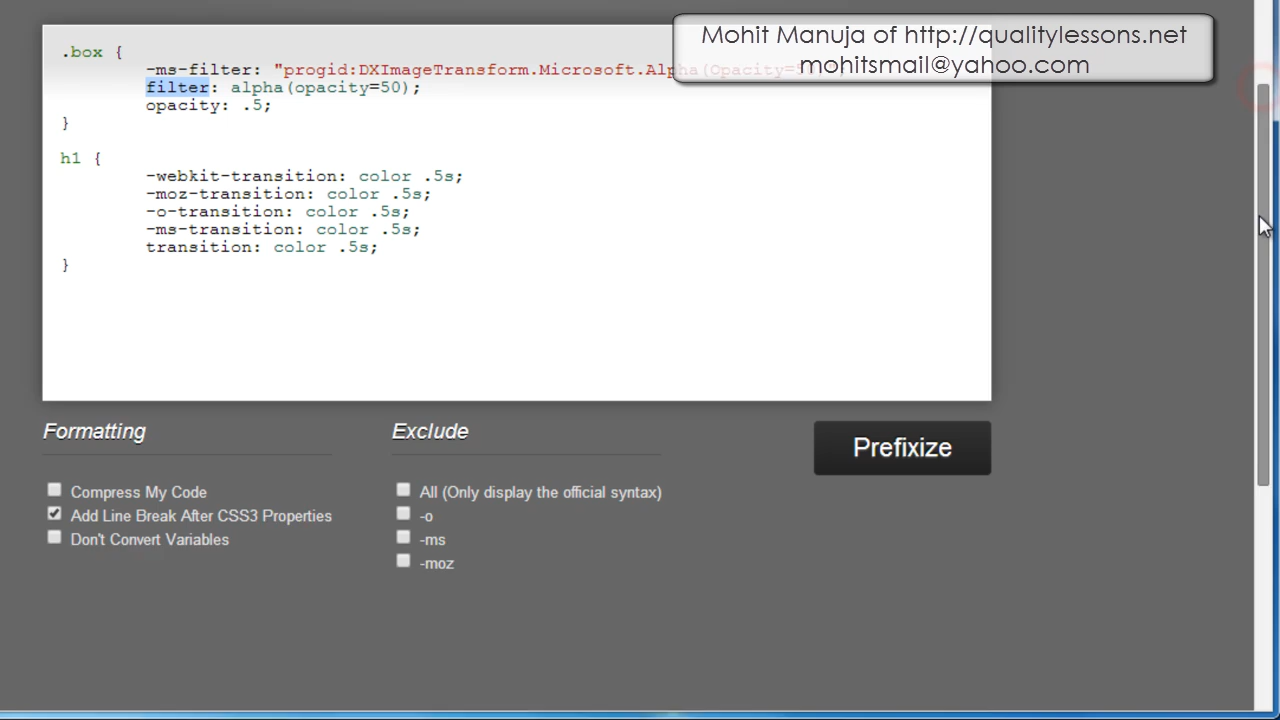 Mohit Manuja of http://qualitylessons.net
mohitsmail@yahoo.com
.box {
-ms-filter: "progid:DXImageTransform.Microsoft.Alpha(Opacity=
filter: alpha(opacity=50);
opacity: .5;
}
h1 {
-webkit-transition: color .5s;
-moz-transition: color .5s;
-o-transition: color .5s;
-ms-transition: color .5s;
transition: color .5s;
}
Formatting
Exclude
Prefixize
Compress My Code
All (Only display the official syntax)
Add Line Break After CSS3 Properties
-o
Don't Convert Variables
-ms
-moz